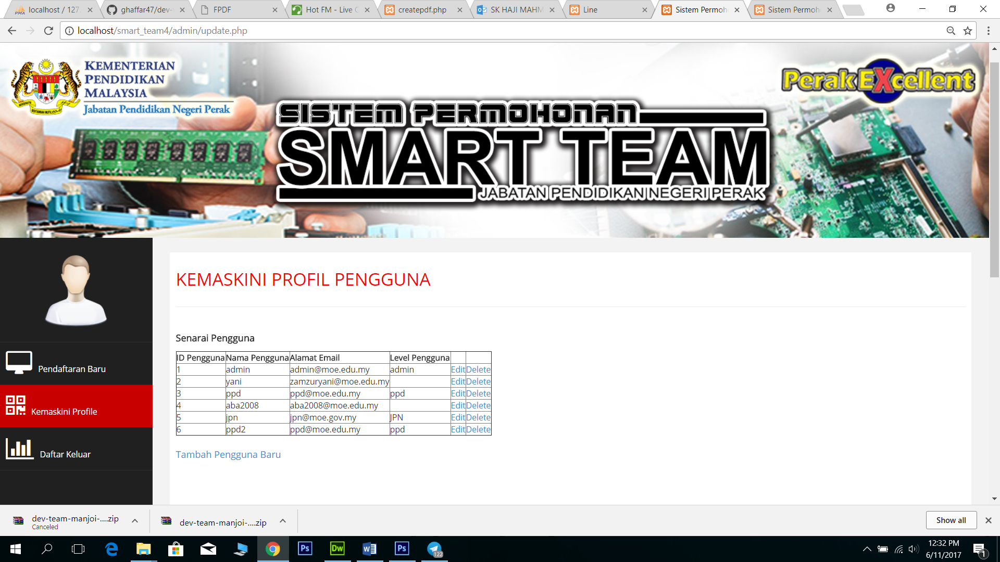 localhost / 127
ghaffar47/dev-
FPDF
Hot FM - Live
createpdf.php
SK HAJI MAHM
Line
Sistem Permoh
Sistem Permoh
localhost/smart_team4/admin/update.php
KEMENTERIAN
PENDIDIKAN
MALAYSIA
Jabatan Pendidikan Negeri Perak
Perak EXcellent
SISTEM PERMOHONAN
SMART TEAM
JABATAN PENDIDIKAN NEGERI PERAK
KEMASKINI PROFIL PENGGUNA
Senarai Pengguna
ID Pengguna Nama Pengguna Alamat Email Level Pengguna
1 admin admin@moe.edu.my admin Edit Delete
2 yani zamzuryani@moe.edu.my Edit Delete
3 ppd ppd@moe.edu.my ppd Edit Delete
4 aba2008 aba2008@moe.edu.my Edit Delete
5 jpn jpn@moe.gov.my JPN Edit Delete
6 ppd2 ppd@moe.edu.my ppd Edit Delete
Tambah Pengguna Baru
Pendaftaran Baru
Kemaskini Profile
Daftar Keluar
dev-team-manjoi-....zip
Canceled
dev-team-manjoi-....zip
Show all
Ps
Dw
Ps
122
12:32 PM
6/11/2017
1